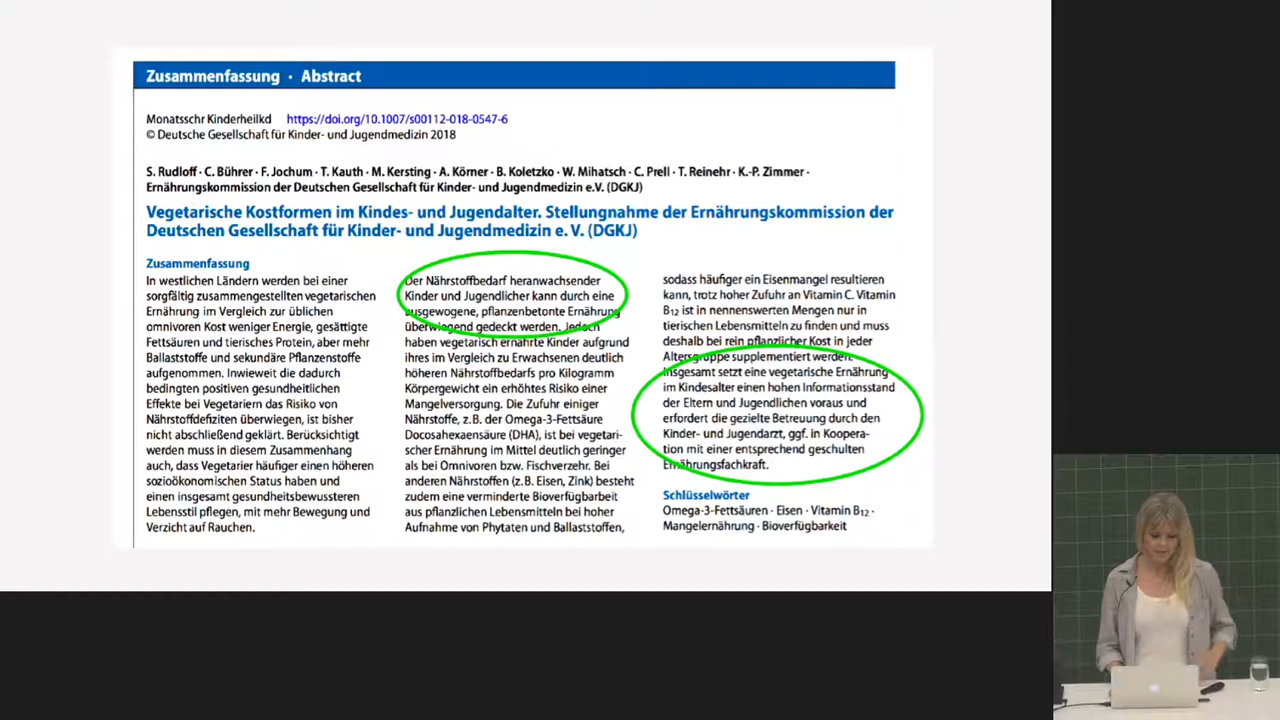 Zusammenfassung · Abstract
Monatsschr Kinderheilkd https://doi.org/10.1007/s00112-018-0547-6
© Deutsche Gesellschaft für Kinder- und Jugendmedizin 2018
S. Rudloff · C. Bührer · F. Jochum · T. Kauth · M. Kersting · A. Körner · B. Koletzko · W. Mihatsch · C. Prell · T. Reinehr · K.-P. Zimmer ·
Ernährungskommission der Deutschen Gesellschaft für Kinder- und Jugendmedizin e.V. (DGKJ)
Vegetarische Kostformen im Kindes- und Jugendalter. Stellungnahme der Ernährungskommission der
Deutschen Gesellschaft für Kinder- und Jugendmedizin e. V. (DGKJ)
Zusammenfassung
In westlichen Ländern werden bei einer
sorgfältig zusammengestellten vegetarischen
Ernährung im Vergleich zur üblichen
omnivoren Kost weniger Energie, gesättigte
Fettsäuren und tierisches Protein, aber mehr
Ballaststoffe und sekundäre Pflanzenstoffe
aufgenommen. Inwieweit die dadurch
bedingten positiven gesundheitlichen
Effekte bei Vegetariern das Risiko von
Nährstoffdefiziten überwiegen, ist bisher
nicht abschließend geklärt. Berücksichtigt
werden muss in diesem Zusammenhang
auch, dass Vegetarier häufiger einen höheren
sozioökonomischen Status haben und
einen insgesamt gesundheitsbewussteren
Lebensstil pflegen, mit mehr Bewegung und
Verzicht auf Rauchen.
Der Nährstoffbedarf heranwachsender
Kinder und Jugendlicher kann durch eine
ausgewogene, pflanzenbetonte Ernährung
überwiegend gedeckt werden. Jedoch
haben vegetarisch ernährte Kinder aufgrund
ihres im Vergleich zu Erwachsenen deutlich
höheren Nährstoffbedarfs pro Kilogramm
Körpergewicht ein erhöhtes Risiko einer
Mangelversorgung. Die Zufuhr einiger
Nährstoffe, z.B. der Omega-3-Fettsäure
Docosahexaensäure (DHA), ist bei vegetari-
scher Ernährung im Mittel deutlich geringer
als bei Omnivoren bzw. Fischverzehr. Bei
anderen Nährstoffen (z.B. Eisen, Zink) besteht
zudem eine verminderte Bioverfügbarkeit
aus pflanzlichen Lebensmitteln bei hoher
Aufnahme von Phytaten und Ballaststoffen,
sodass häufiger ein Eisenmangel resultieren
kann, trotz hoher Zufuhr an Vitamin C. Vitamin
B12 ist in nennenswerten Mengen nur in
tierischen Lebensmitteln zu finden und muss
deshalb bei rein pflanzlicher Kost in jeder
Altersgruppe supplementiert werden.
Insgesamt setzt eine vegetarische Ernährung
im Kindesalter einen hohen Informationsstand
der Eltern und Jugendlichen voraus und
erfordert die gezielte Betreuung durch den
Kinder- und Jugendarzt, ggf. in Koopera-
tion mit einer entsprechend geschulten
Ernährungsfachkraft.
Schlüsselwörter
Omega-3-Fettsäuren · Eisen · Vitamin B12 ·
Mangelernährung · Bioverfügbarkeit